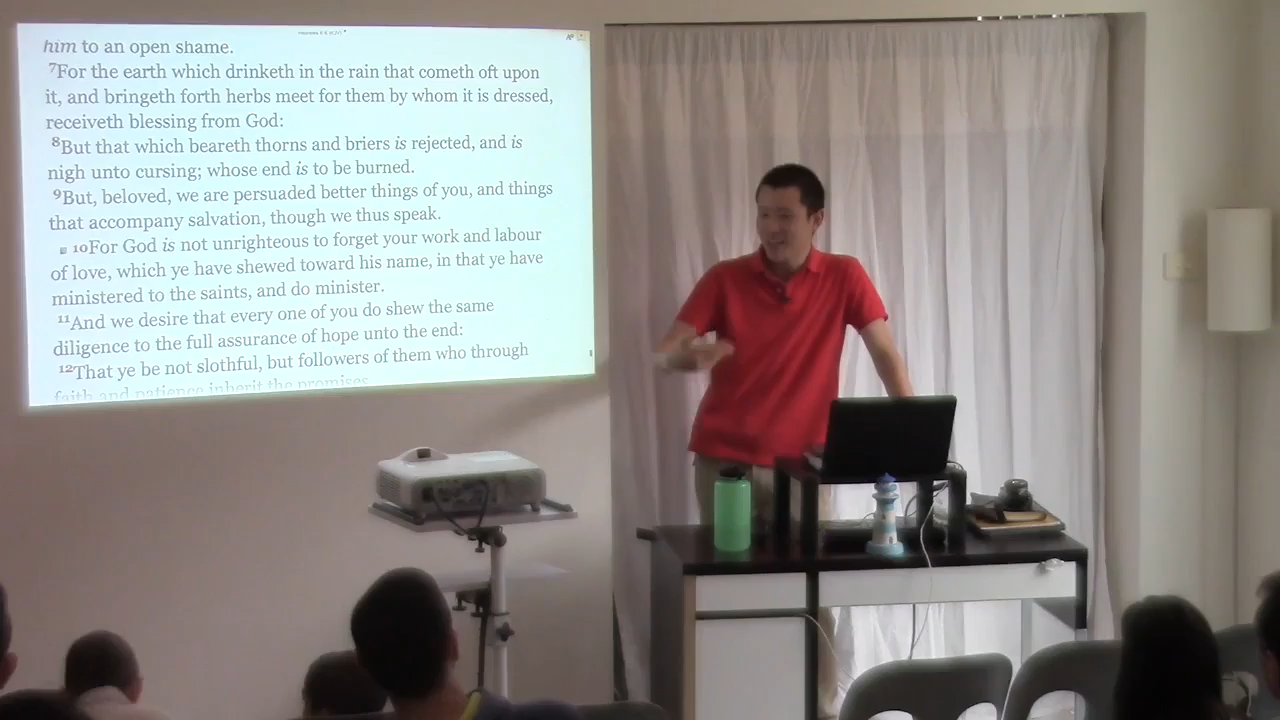 him to an open shame.
7For the earth which drinketh in the rain that cometh oft upon
it, and bringeth forth herbs meet for them by whom it is dressed,
receiveth blessing from God:
8But that which beareth thorns and briers is rejected, and is
nigh unto cursing; whose end is to be burned.
9But, beloved, we are persuaded better things of you, and things
that accompany salvation, though we thus speak.
10For God is not unrighteous to forget your work and labour
of love, which ye have shewed toward his name, in that ye have
ministered to the saints, and do minister.
11And we desire that every one of you do shew the same
diligence to the full assurance of hope unto the end:
12That ye be not slothful, but followers of them who through
faith and patience inherit the promises